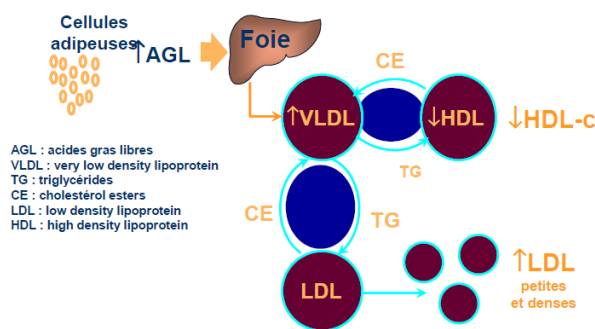 Cellules
adipeuses
↑AGL
Foie
CE
↑VLDL
↓HDL
↓HDL-c
TG
AGL : acides gras libres
VLDL : very low density lipoprotein
TG : triglycérides
CE : cholestérol esters
LDL : low density lipoprotein
HDL : high density lipoprotein
CE
TG
LDL
↑LDL
petites
et denses